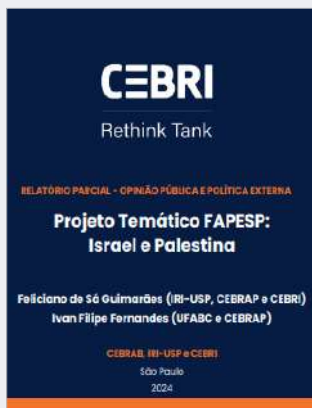 CEBRI
Rethink Tank
RELATÓRIO PARCIAL - OPINIÃO PÚBLICA E POLÍTICA EXTERNA
Projeto Temático FAPESP:
Israel e Palestina
Feliciano de Sá Guimarães (IRI-USP, CEBRAP e CEBRI)
Ivan Filipe Fernandes (UFABC e CEBRAP)
CEBRAB, IRI-USP e CEBRI
São Paulo
2024